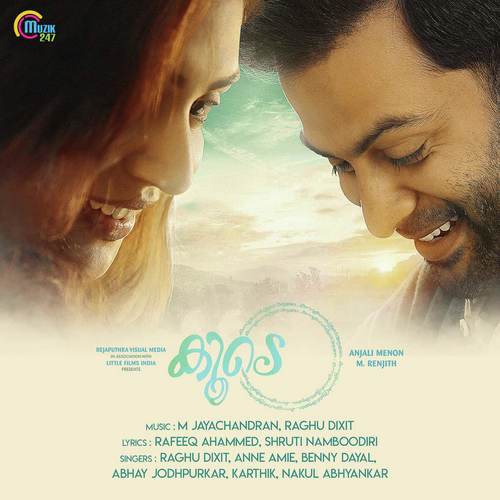 MUZIK
247
REJAPUTHRA VISUAL MEDIA
IN ASSOCIATION WITH
LITTLE FILMS INDIA
PRESENTS
കൂടെ
ANJALI MENON
M. RENJITH
MUSIC : M JAYACHANDRAN, RAGHU DIXIT
LYRICS : RAFEEQ AHAMMED, SHRUTI NAMBOODIRI
SINGERS : RAGHU DIXIT, ANNE AMIE, BENNY DAYAL,
ABHAY JODHPURKAR, KARTHIK, NAKUL ABHYANKAR